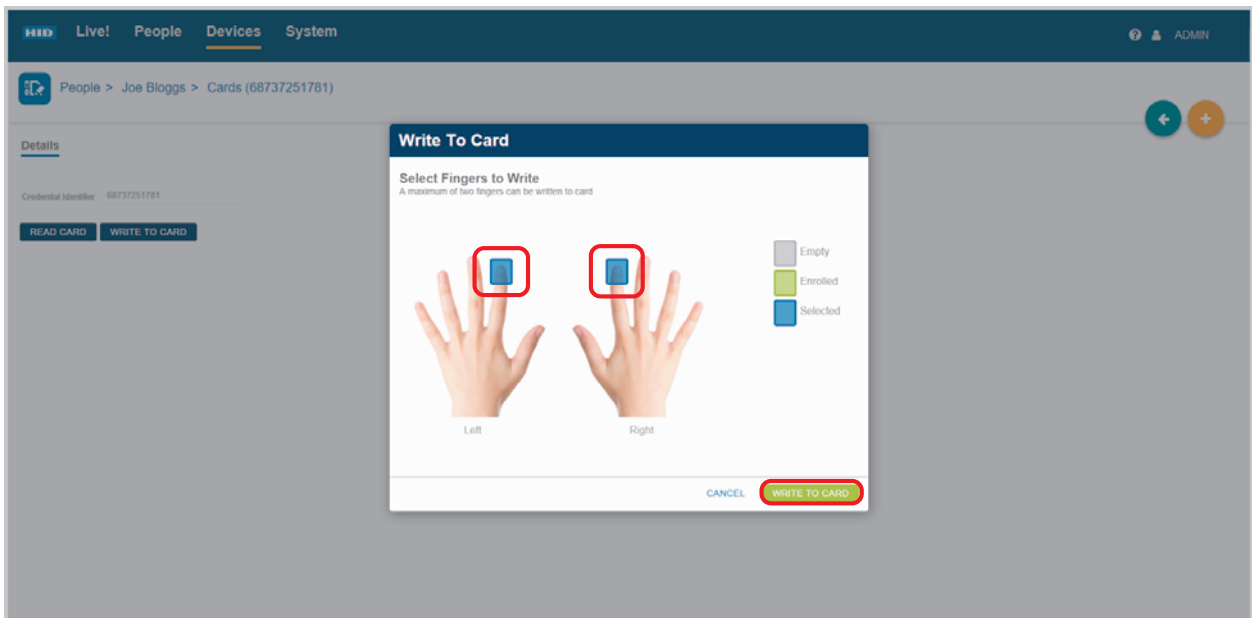 HID Live! People Devices System ADMIN
People > Joe Bloggs > Cards (68737251781)
Details
Credential Identifier 68737251781
READ CARD WRITE TO CARD
Write To Card
Select Fingers to Write
A maximum of two fingers can be written to card
Empty
Enrolled
Selected
Left Right
CANCEL WRITE TO CARD